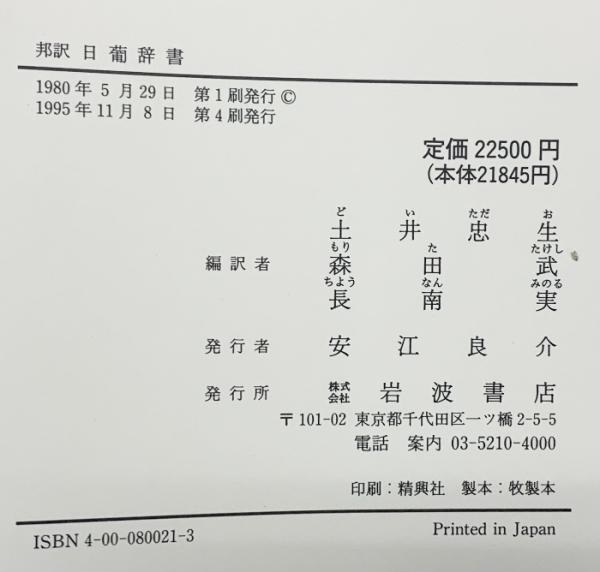 邦訳 日葡辞書
1980年 5月29日 第1刷発行©
1995年11月 8日 第4刷発行
定価 22500 円
(本体21845円)
ど い ただ お
土井忠生
もり た たけし
編訳者 森田武
ちよう なん みのる
長南実
発行者 安江良介
発行所 株式会社 岩波書店
〒101-02 東京都千代田区一ツ橋2-5-5
電話 案内 03-5210-4000
印刷:精興社 製本:牧製本
ISBN 4-00-080021-3 Printed in Japan